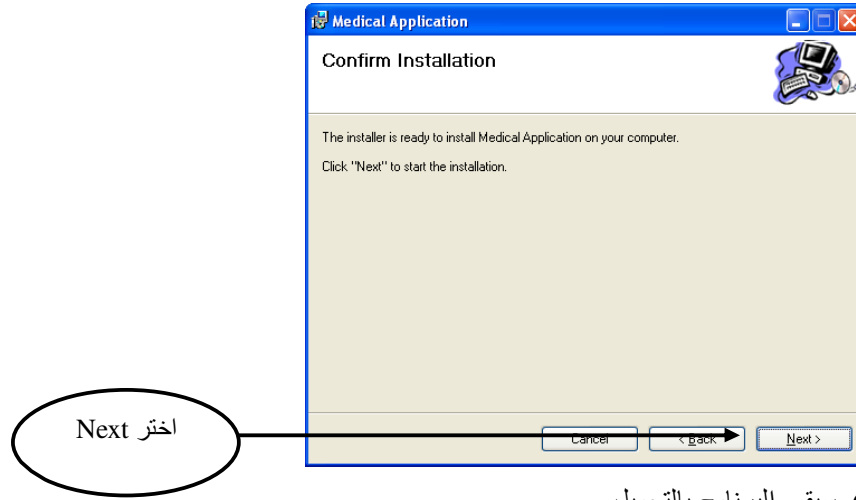 Medical Application
Confirm Installation
The installer is ready to install Medical Application on your computer.
Click "Next" to start the installation.
اختر Next
Cancel
< Back
Next >